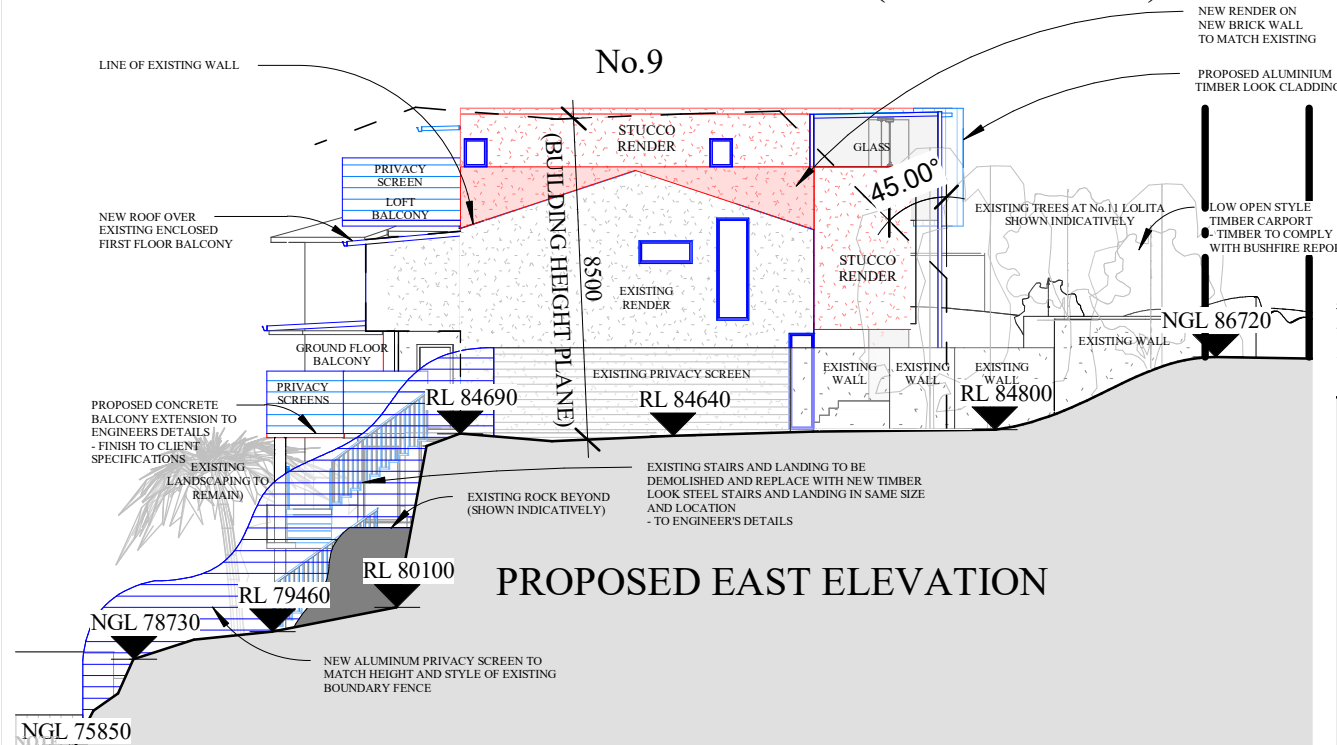 NEW RENDER ON
NEW BRICK WALL
TO MATCH EXISTING
No.9
LINE OF EXISTING WALL
PROPOSED ALUMINIUM
TIMBER LOOK CLADDING
STUCCO
RENDER
GLASS
PRIVACY
SCREEN
LOFT
BALCONY
45.00°
NEW ROOF OVER
EXISTING ENCLOSED
FIRST FLOOR BALCONY
EXISTING TREES AT No.11 LOLITA
SHOWN INDICATIVELY
LOW OPEN STYLE
TIMBER CARPORT
- TIMBER TO COMPLY
WITH BUSHFIRE
(BUILDING HEIGHT PLANE)
8500
STUCCO
RENDER
EXISTING
RENDER
NGL 86720
GROUND FLOOR
BALCONY
EXISTING WALL
EXISTING PRIVACY SCREEN
EXISTING
WALL
EXISTING
WALL
EXISTING
WALL
PRIVACY
SCREENS
RL 84690
RL 84640
RL 84800
PROPOSED CONCRETE
BALCONY EXTENSION TO
ENGINEERS DETAILS
- FINISH TO CLIENT
SPECIFICATIONS
EXISTING
LANDSCAPING TO
REMAIN)
EXISTING STAIRS AND LANDING TO BE
DEMOLISHED AND REPLACE WITH NEW TIMBER
LOOK STEEL STAIRS AND LANDING IN SAME SIZE
AND LOCATION
- TO ENGINEER'S DETAILS
EXISTING ROCK BEYOND
(SHOWN INDICATIVELY)
RL 80100
PROPOSED EAST ELEVATION
RL 79460
NGL 78730
NEW ALUMINUM PRIVACY SCREEN TO
MATCH HEIGHT AND STYLE OF EXISTING
BOUNDARY FENCE
NGL 75850